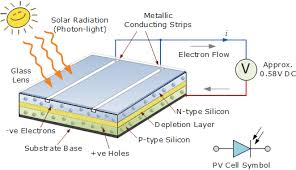 Solar Radiation
(Photon-light)
Metallic
Conducting Strips
i
Electron Flow
Glass
Lens
V
Approx.
0.58V DC
N-type Silicon
Depletion Layer
P-type Silicon
-ve Electrons
Substrate Base
+ve Holes
i
PV Cell Symbol